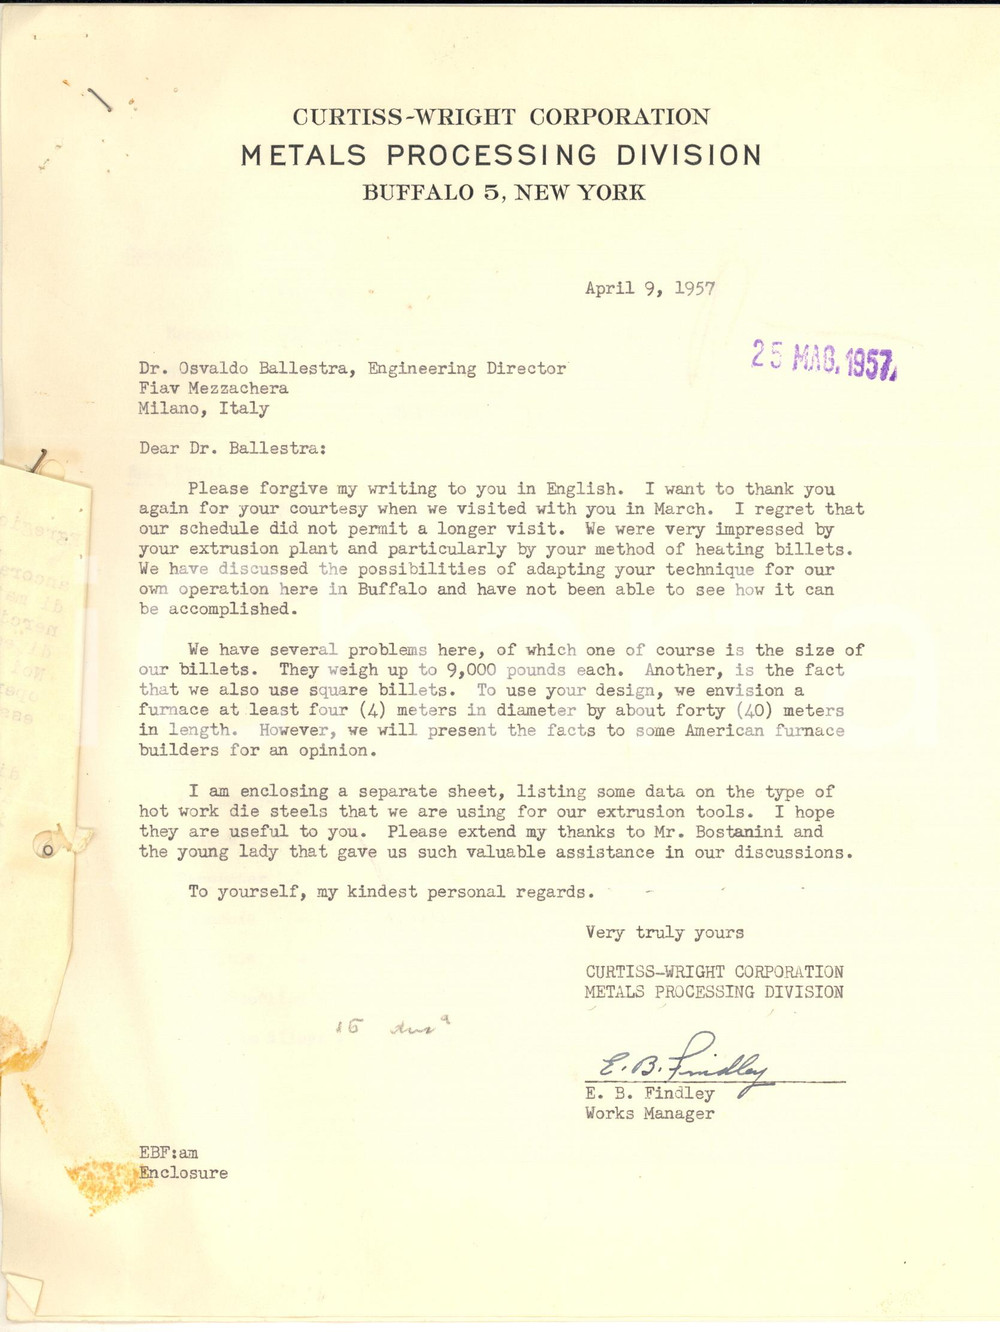 CURTISS-WRIGHT CORPORATION
METALS PROCESSING DIVISION
BUFFALO 5, NEW YORK
April 9, 1957
25 MAG. 1957
Dr. Osvaldo Ballestra, Engineering Director
Fiav Mezzachera
Milano, Italy
Dear Dr. Ballestra:
Please forgive my writing to you in English. I want to thank you
again for your courtesy when we visited with you in March. I regret that
our schedule did not permit a longer visit. We were very impressed by
your extrusion plant and particularly by your method of heating billets.
We have discussed the possibilities of adapting your technique for our
own operation here in Buffalo and have not been able to see how it can
be accomplished.
We have several problems here, of which one of course is the size of
our billets. They weigh up to 9,000 pounds each. Another, is the fact
that we also use square billets. To use your design, we envision a
furnace at least four (4) meters in diameter by about forty (40) meters
in length. However, we will present the facts to some American furnace
builders for an opinion.
I am enclosing a separate sheet, listing some data on the type of
hot work die steels that we are using for our extrusion tools. I hope
they are useful to you. Please extend my thanks to Mr. Bostanini and
the young lady that gave us such valuable assistance in our discussions.
To yourself, my kindest personal regards.
Very truly yours
CURTISS-WRIGHT CORPORATION
METALS PROCESSING DIVISION
E. B. Findley
E. B. Findley
Works Manager
EBF:am
Enclosure